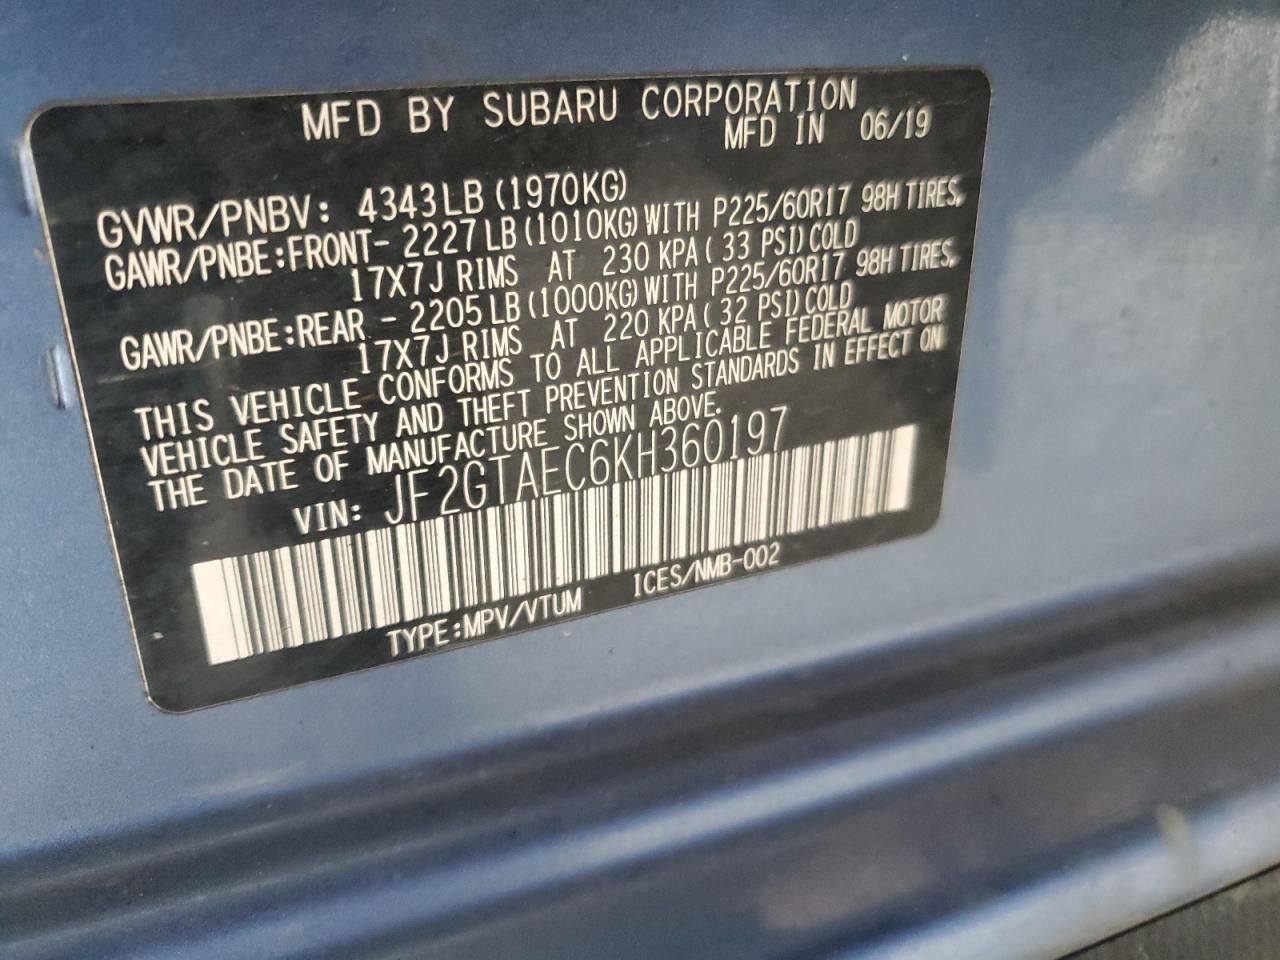 MFD BY SUBARU CORPORATION
MFD IN 06/19
GVWR/PNBV: 4343LB (1970KG)
GAWR/PNBE:FRONT- 2227LB (1010KG) WITH P225/60R17 98H TIRES,
17X7J RIMS AT 230 KPA ( 33 PSI) COLD
GAWR/PNBE:REAR - 2205LB (1000KG) WITH P225/60R17 98H TIRES,
17X7J RIMS AT 220 KPA ( 32 PSI) COLD
THIS VEHICLE CONFORMS TO ALL APPLICABLE FEDERAL MOTOR
VEHICLE SAFETY AND THEFT PREVENTION STANDARDS IN EFFECT ON
THE DATE OF MANUFACTURE SHOWN ABOVE.
VIN: JF2GTAEC6KH360197
TYPE:MPV/VTUM ICES/NMB-002